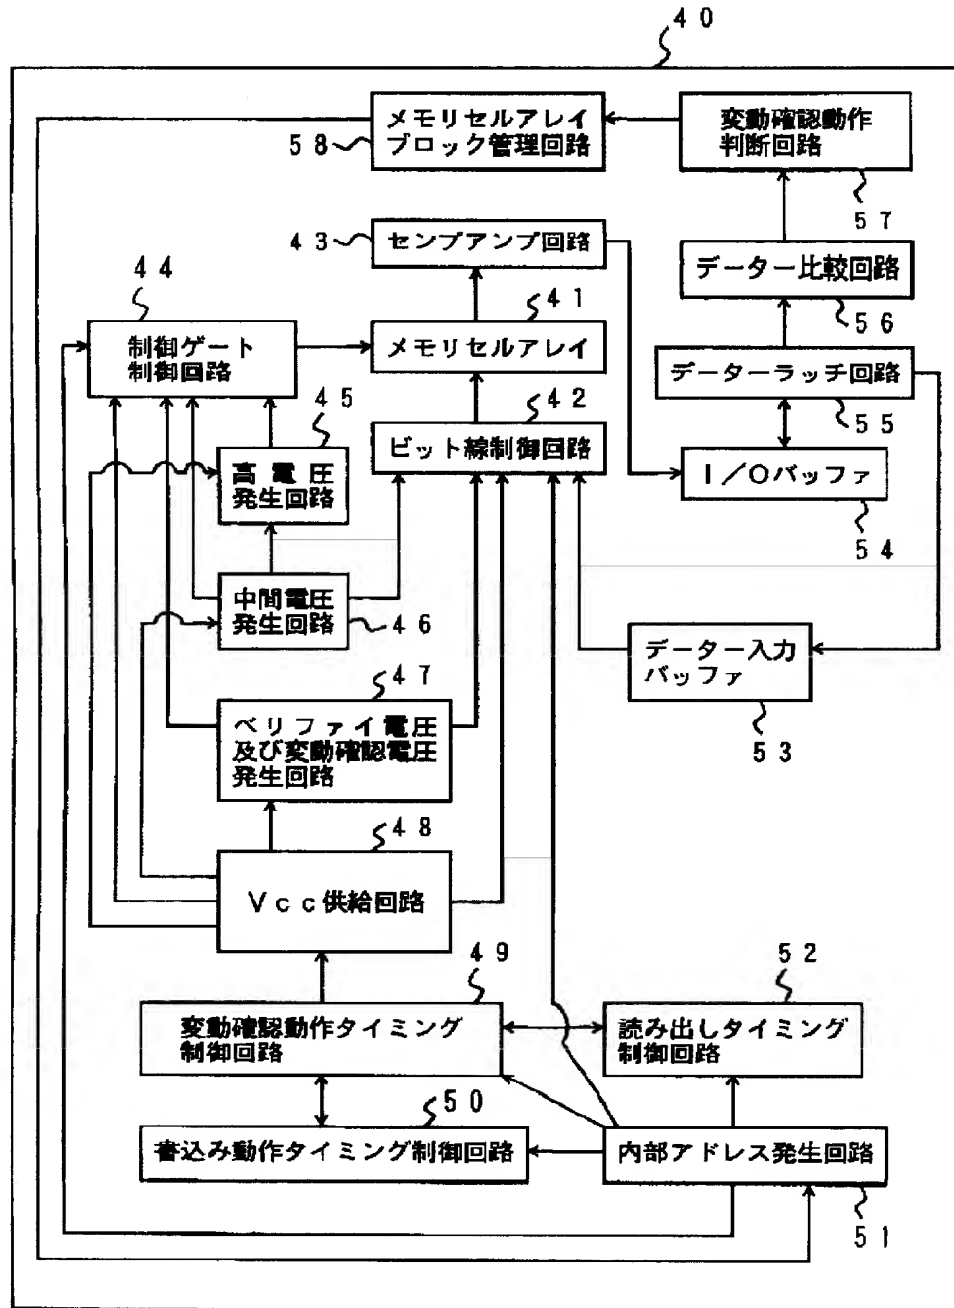 40
メモリセルアレイ
ブロック管理回路
58
変動確認動作
判断回路
57
43
センプアンプ回路
データー比較回路
56
44
制御ゲート
制御回路
41
メモリセルアレイ
データーラッチ回路
55
45
高電圧
発生回路
42
ビット線制御回路
I/Oバッファ
54
中間電圧
発生回路
46
データー入力
バッファ
53
47
ベリファイ電圧
及び変動確認電圧
発生回路
48
Vcc供給回路
49
変動確認動作タイミング
制御回路
52
読み出しタイミング
制御回路
50
書込み動作タイミング制御回路
内部アドレス発生回路
51